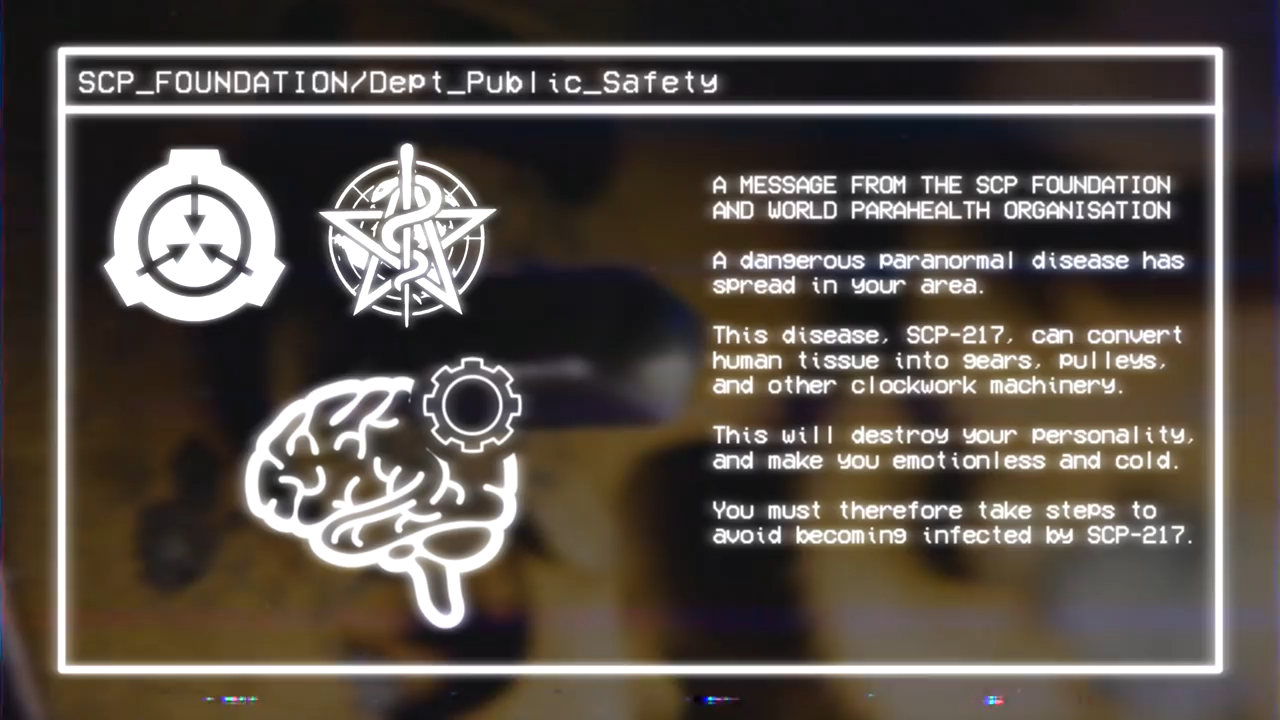 SCP_FOUNDATION/Dept_Public_Safety
A MESSAGE FROM THE SCP FOUNDATION
AND WORLD PARAHEALTH ORGANISATION
A dangerous paranormal disease has
spread in your area.
This disease, SCP-217, can convert
human tissue into gears, pulleys,
and other clockwork machinery.
This will destroy your personality,
and make you emotionless and cold.
You must therefore take steps to
avoid becoming infected by SCP-217.